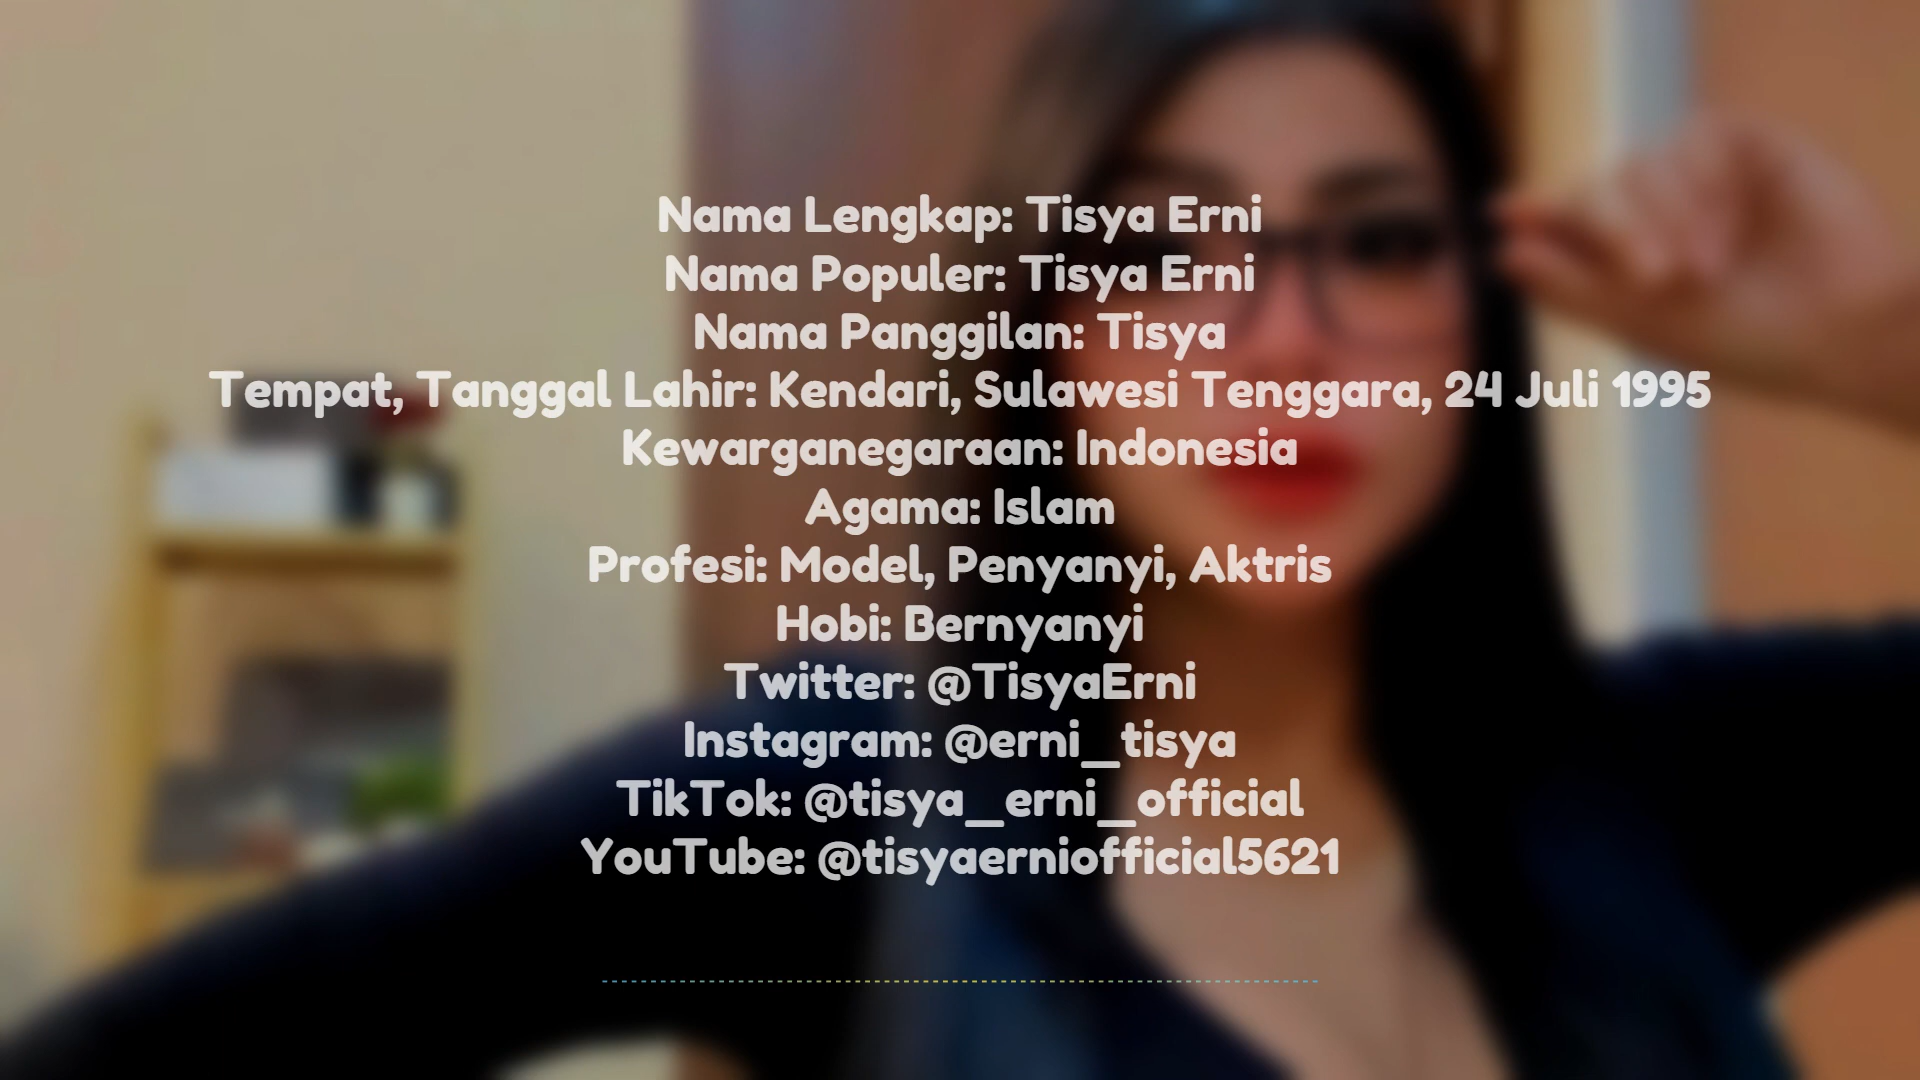 Nama Lengkap: Tisya Erni
Nama Populer: Tisya Erni
Nama Panggilan: Tisya
Tempat, Tanggal Lahir: Kendari, Sulawesi Tenggara, 24 Juli 1995
Kewarganegaraan: Indonesia
Agama: Islam
Profesi: Model, Penyanyi, Aktris
Hobi: Bernyanyi
Twitter: @TisyaErni
Instagram: @erni_tisya
TikTok: @tisya_erni_official
YouTube: @tisyaerniofficial5621